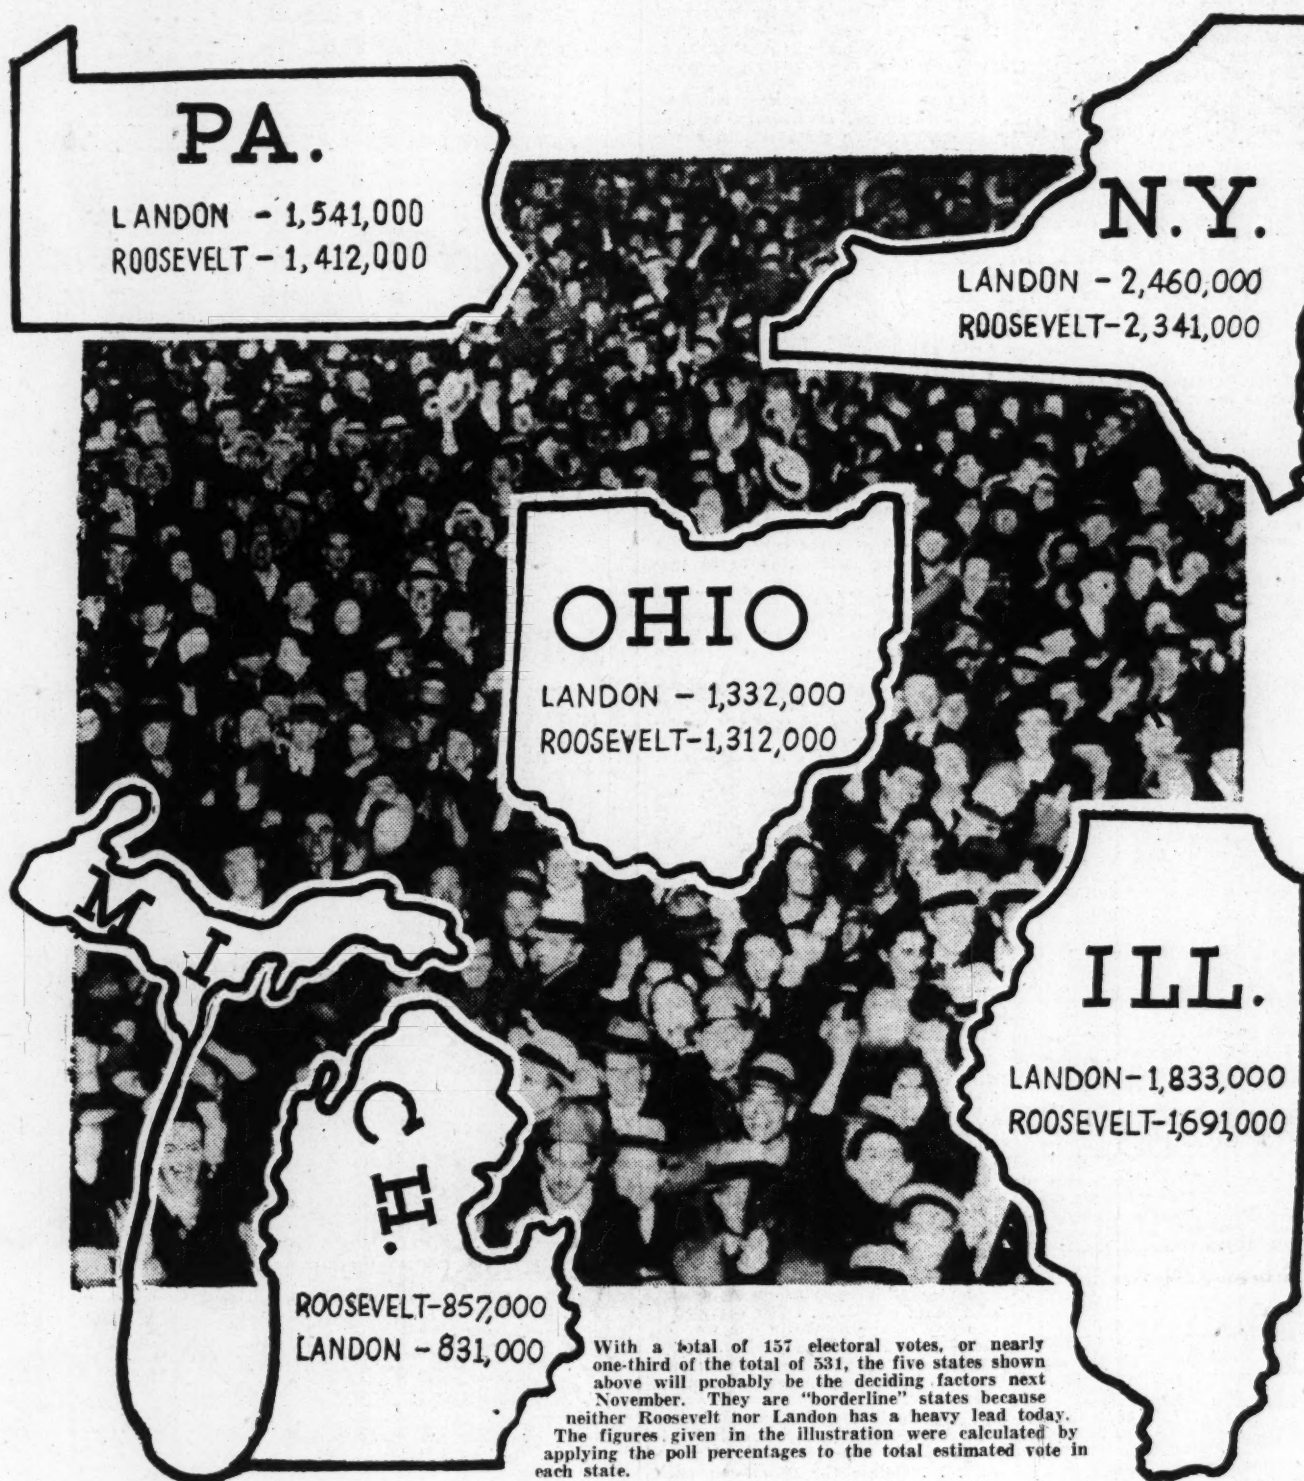 PA.
LANDON - 1,541,000
ROOSEVELT - 1,412,000
N.Y.
LANDON - 2,460,000
ROOSEVELT-2,341,000
OHIO
LANDON - 1,332,000
ROOSEVELT-1,312,000
MICH.
ROOSEVELT-857,000
LANDON - 831,000
ILL.
LANDON-1,833,000
ROOSEVELT-1,691,000
With a total of 157 electoral votes, or nearly
one-third of the total of 531, the five states shown
above will probably be the deciding factors next
November. They are "borderline" states because
neither Roosevelt nor Landon has a heavy lead today.
The figures given in the illustration were calculated by
applying the poll percentages to the total estimated vote in
each state.